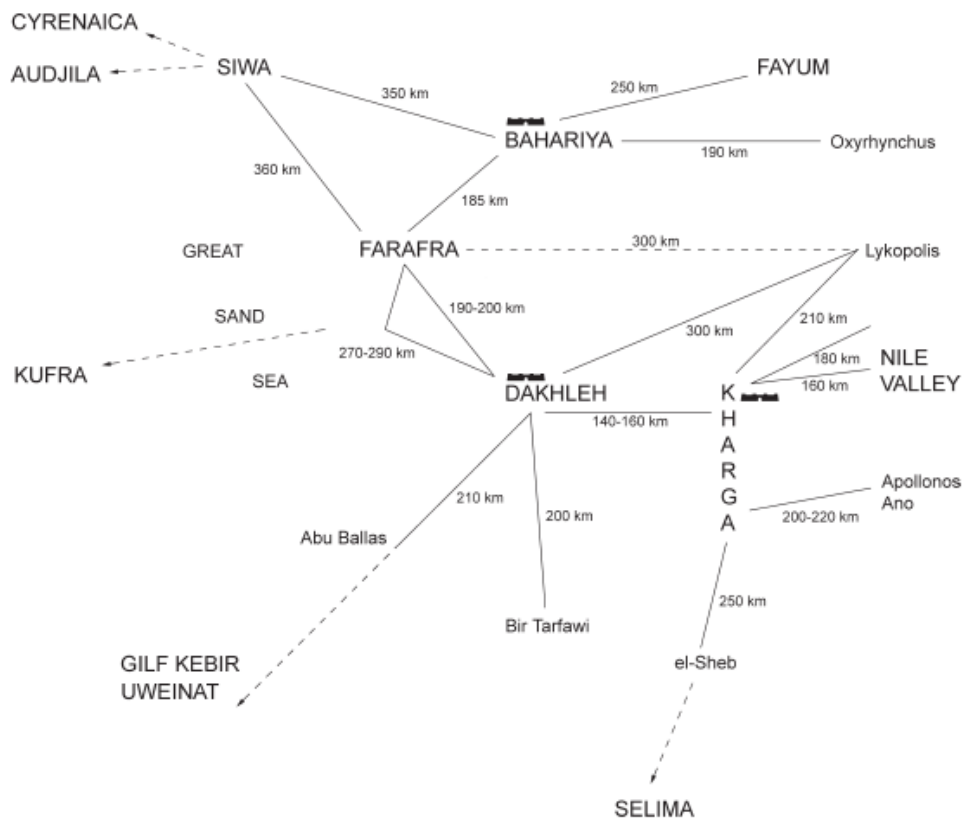 CYRENAICA
AUDJILA
SIWA
FAYUM
350 km
250 km
BAHARIYA
190 km
Oxyrhynchus
360 km
185 km
GREAT
FARAFRA
300 km
Lykopolis
190-200 km
SAND
300 km
210 km
270-290 km
180 km
KUFRA
SEA
160 km
NILE
VALLEY
DAKHLEH
140-160 km
KHARGA
210 km
200 km
200-220 km
Apollonos
Ano
Abu Ballas
250 km
Bir Tarfawi
GILF KEBIR
UWEINAT
el-Sheb
SELIMA